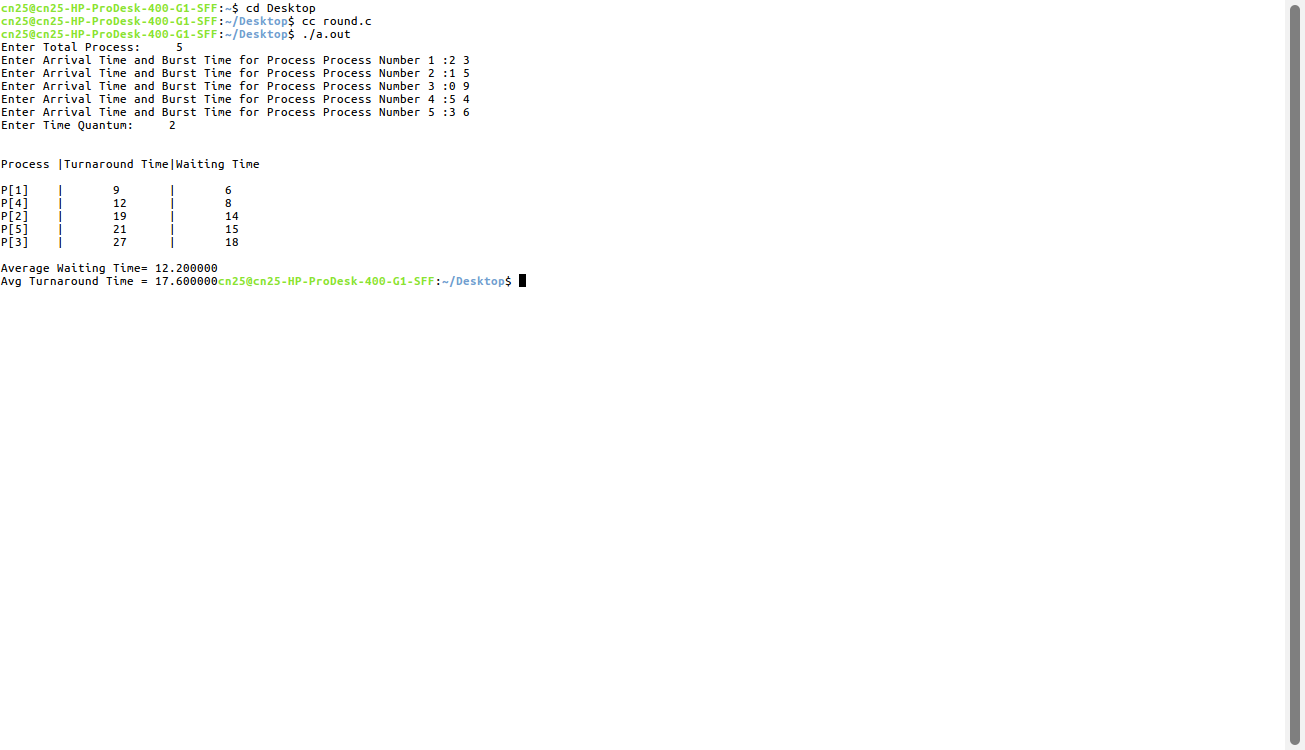 cn25@cn25-HP-ProDesk-400-G1-SFF:~$ cd Desktop
cn25@cn25-HP-ProDesk-400-G1-SFF:~/Desktop$ cc round.c
cn25@cn25-HP-ProDesk-400-G1-SFF:~/Desktop$ ./a.out
Enter Total Process:     5
Enter Arrival Time and Burst Time for Process Process Number 1 :2 3
Enter Arrival Time and Burst Time for Process Process Number 2 :1 5
Enter Arrival Time and Burst Time for Process Process Number 3 :0 9
Enter Arrival Time and Burst Time for Process Process Number 4 :5 4
Enter Arrival Time and Burst Time for Process Process Number 5 :3 6
Enter Time Quantum:     2
Process |Turnaround Time|Waiting Time
P[1]    |       9       |       6
P[4]    |       12      |       8
P[2]    |       19      |       14
P[5]    |       21      |       15
P[3]    |       27      |       18
Average Waiting Time= 12.200000
Avg Turnaround Time = 17.600000cn25@cn25-HP-ProDesk-400-G1-SFF:~/Desktop$